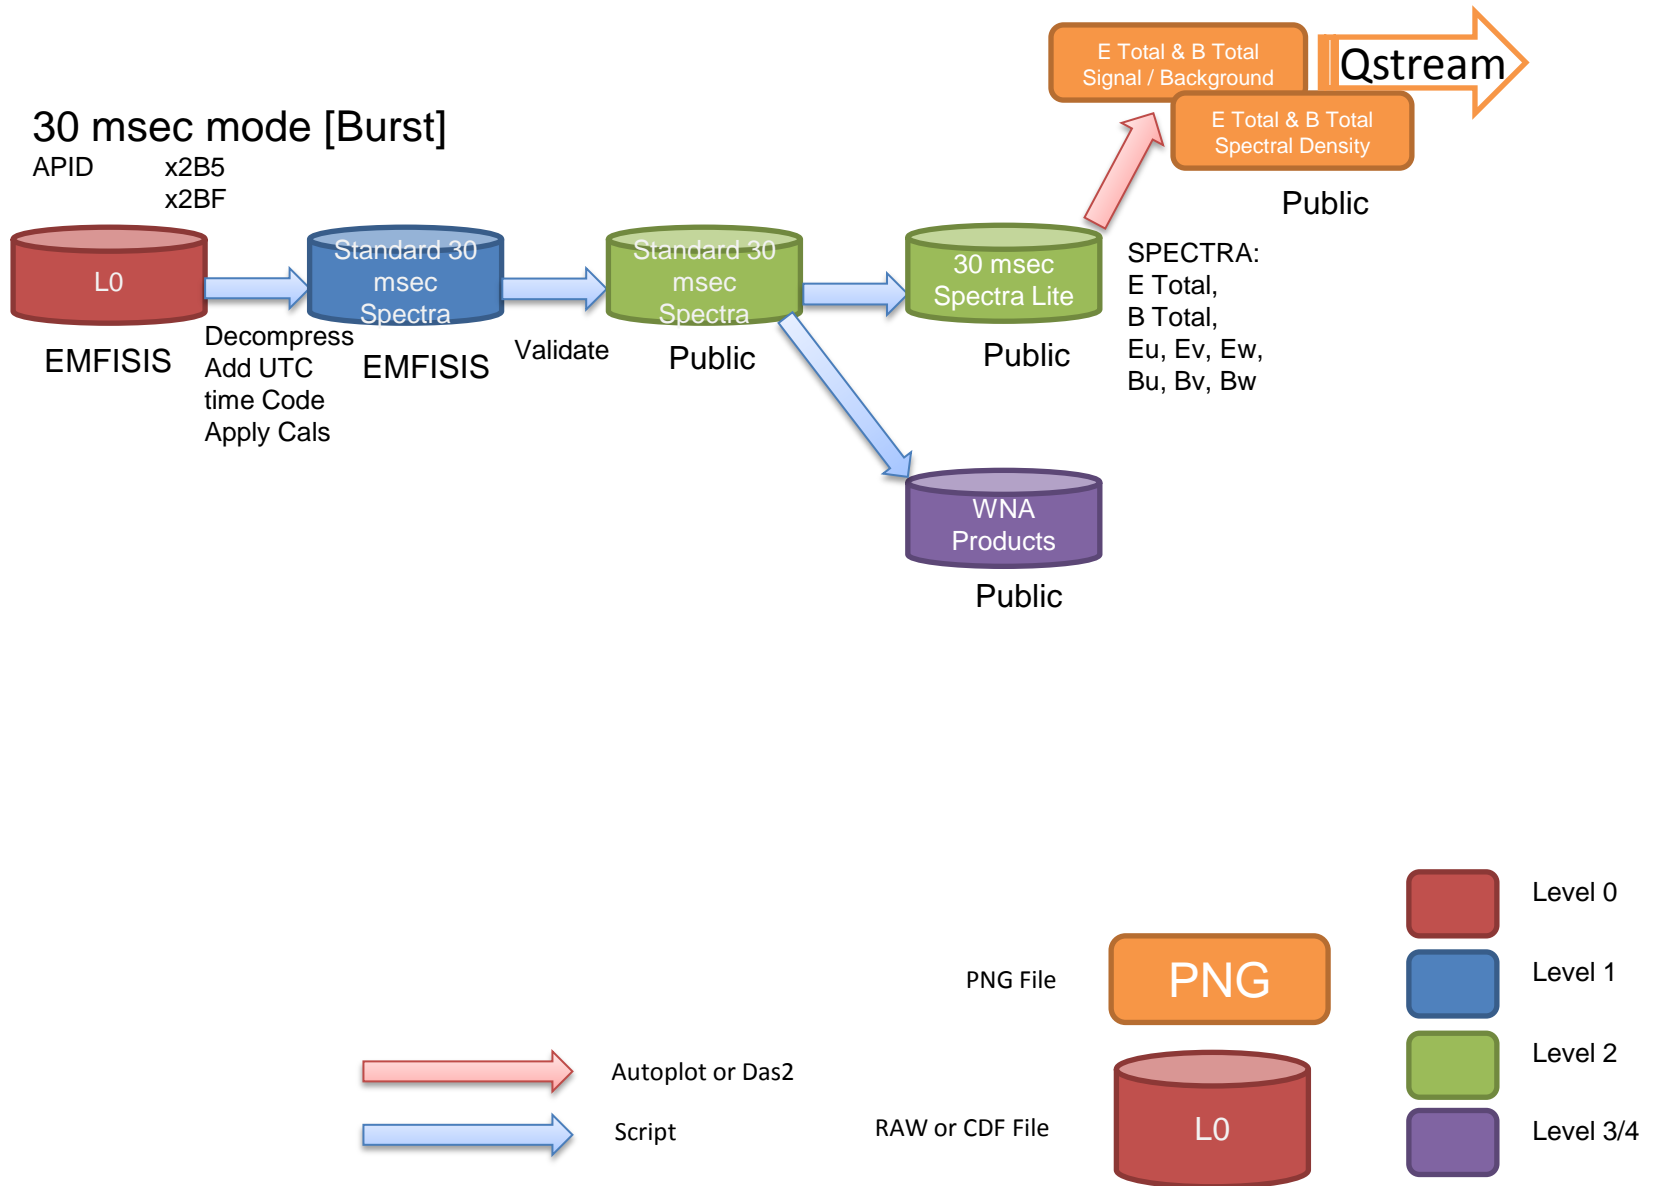 E Total & B Total
Signal / Background
Qstream
E Total & B Total
Spectral Density
Public
30 msec mode [Burst]
APID x2B5
x2BF
L0
EMFISIS
Decompress
Add UTC
time Code
Apply Cals
Standard 30
msec
Spectra
EMFISIS
Validate
Standard 30
msec
Spectra
Public
30 msec
Spectra Lite
Public
SPECTRA:
E Total,
B Total,
Eu, Ev, Ew,
Bu, Bv, Bw
WNA
Products
Public
Autoplot or Das2
Script
PNG File
PNG
RAW or CDF File
L0
Level 0
Level 1
Level 2
Level 3/4